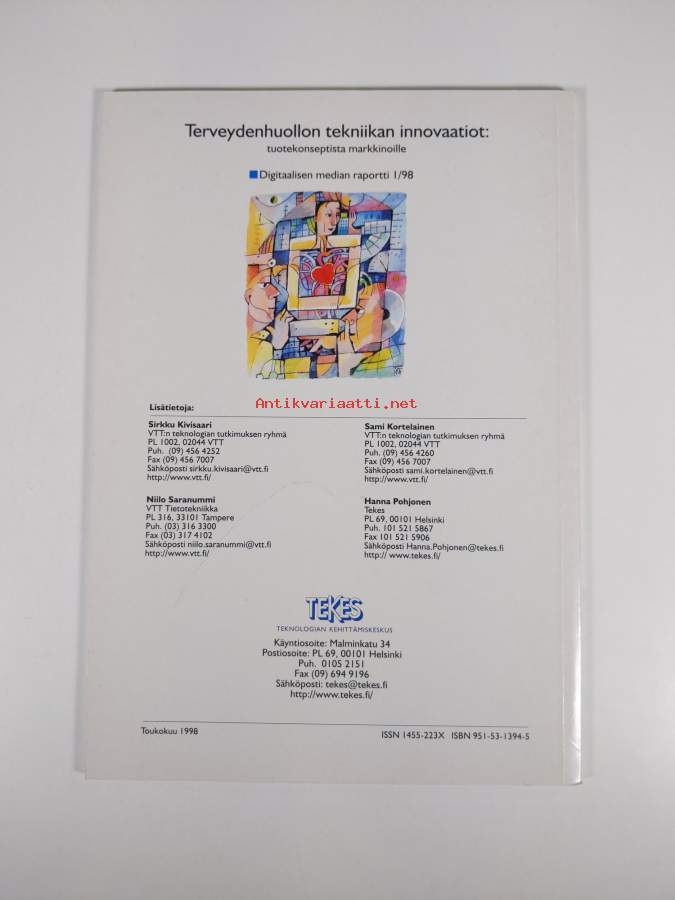 Terveydenhuollon tekniikan innovaatiot:
tuotekonseptista markkinoille
Digitaalisen median raportti 1/98
Antikvariaatti.net
Lisätietoja:
Sirkku Kivisaari
VTT:n teknologian tutkimuksen ryhmä
PL 1002, 02044 VTT
Puh. (09) 456 4252
Fax (09) 456 7007
Sähköposti sirkku.kivisaari@vtt.fi
http://www.vtt.fi/
Sami Kortelainen
VTT:n teknologian tutkimuksen ryhmä
PL 1002, 02044 VTT
Puh. (09) 456 4260
Fax (09) 456 7007
Sähköposti sami.kortelainen@vtt.fi
http://www.vtt.fi/
Niilo Saranummi
VTT Tietotekniikka
PL 316, 33101 Tampere
Puh. (03) 316 3300
Fax (03) 317 4102
Sähköposti niilo.saranummi@vtt.fi
http://www.vtt.fi/
Hanna Pohjonen
Tekes
PL 69, 00101 Helsinki
Puh. 101 521 5867
Fax 101 521 5906
Sähköposti Hanna.Pohjonen@tekes.fi
http:// www.tekes.fi/
TEKES
TEKNOLOGIAN KEHITTÄMISKESKUS
Käyntiosoite: Malminkatu 34
Postiosoite: PL 69, 00101 Helsinki
Puh. 0105 2151
Fax (09) 694 9196
Sähköposti: tekes@tekes.fi
http://www.tekes.fi/
Toukokuu 1998
ISSN 1455-223X ISBN 951-53-1394-5